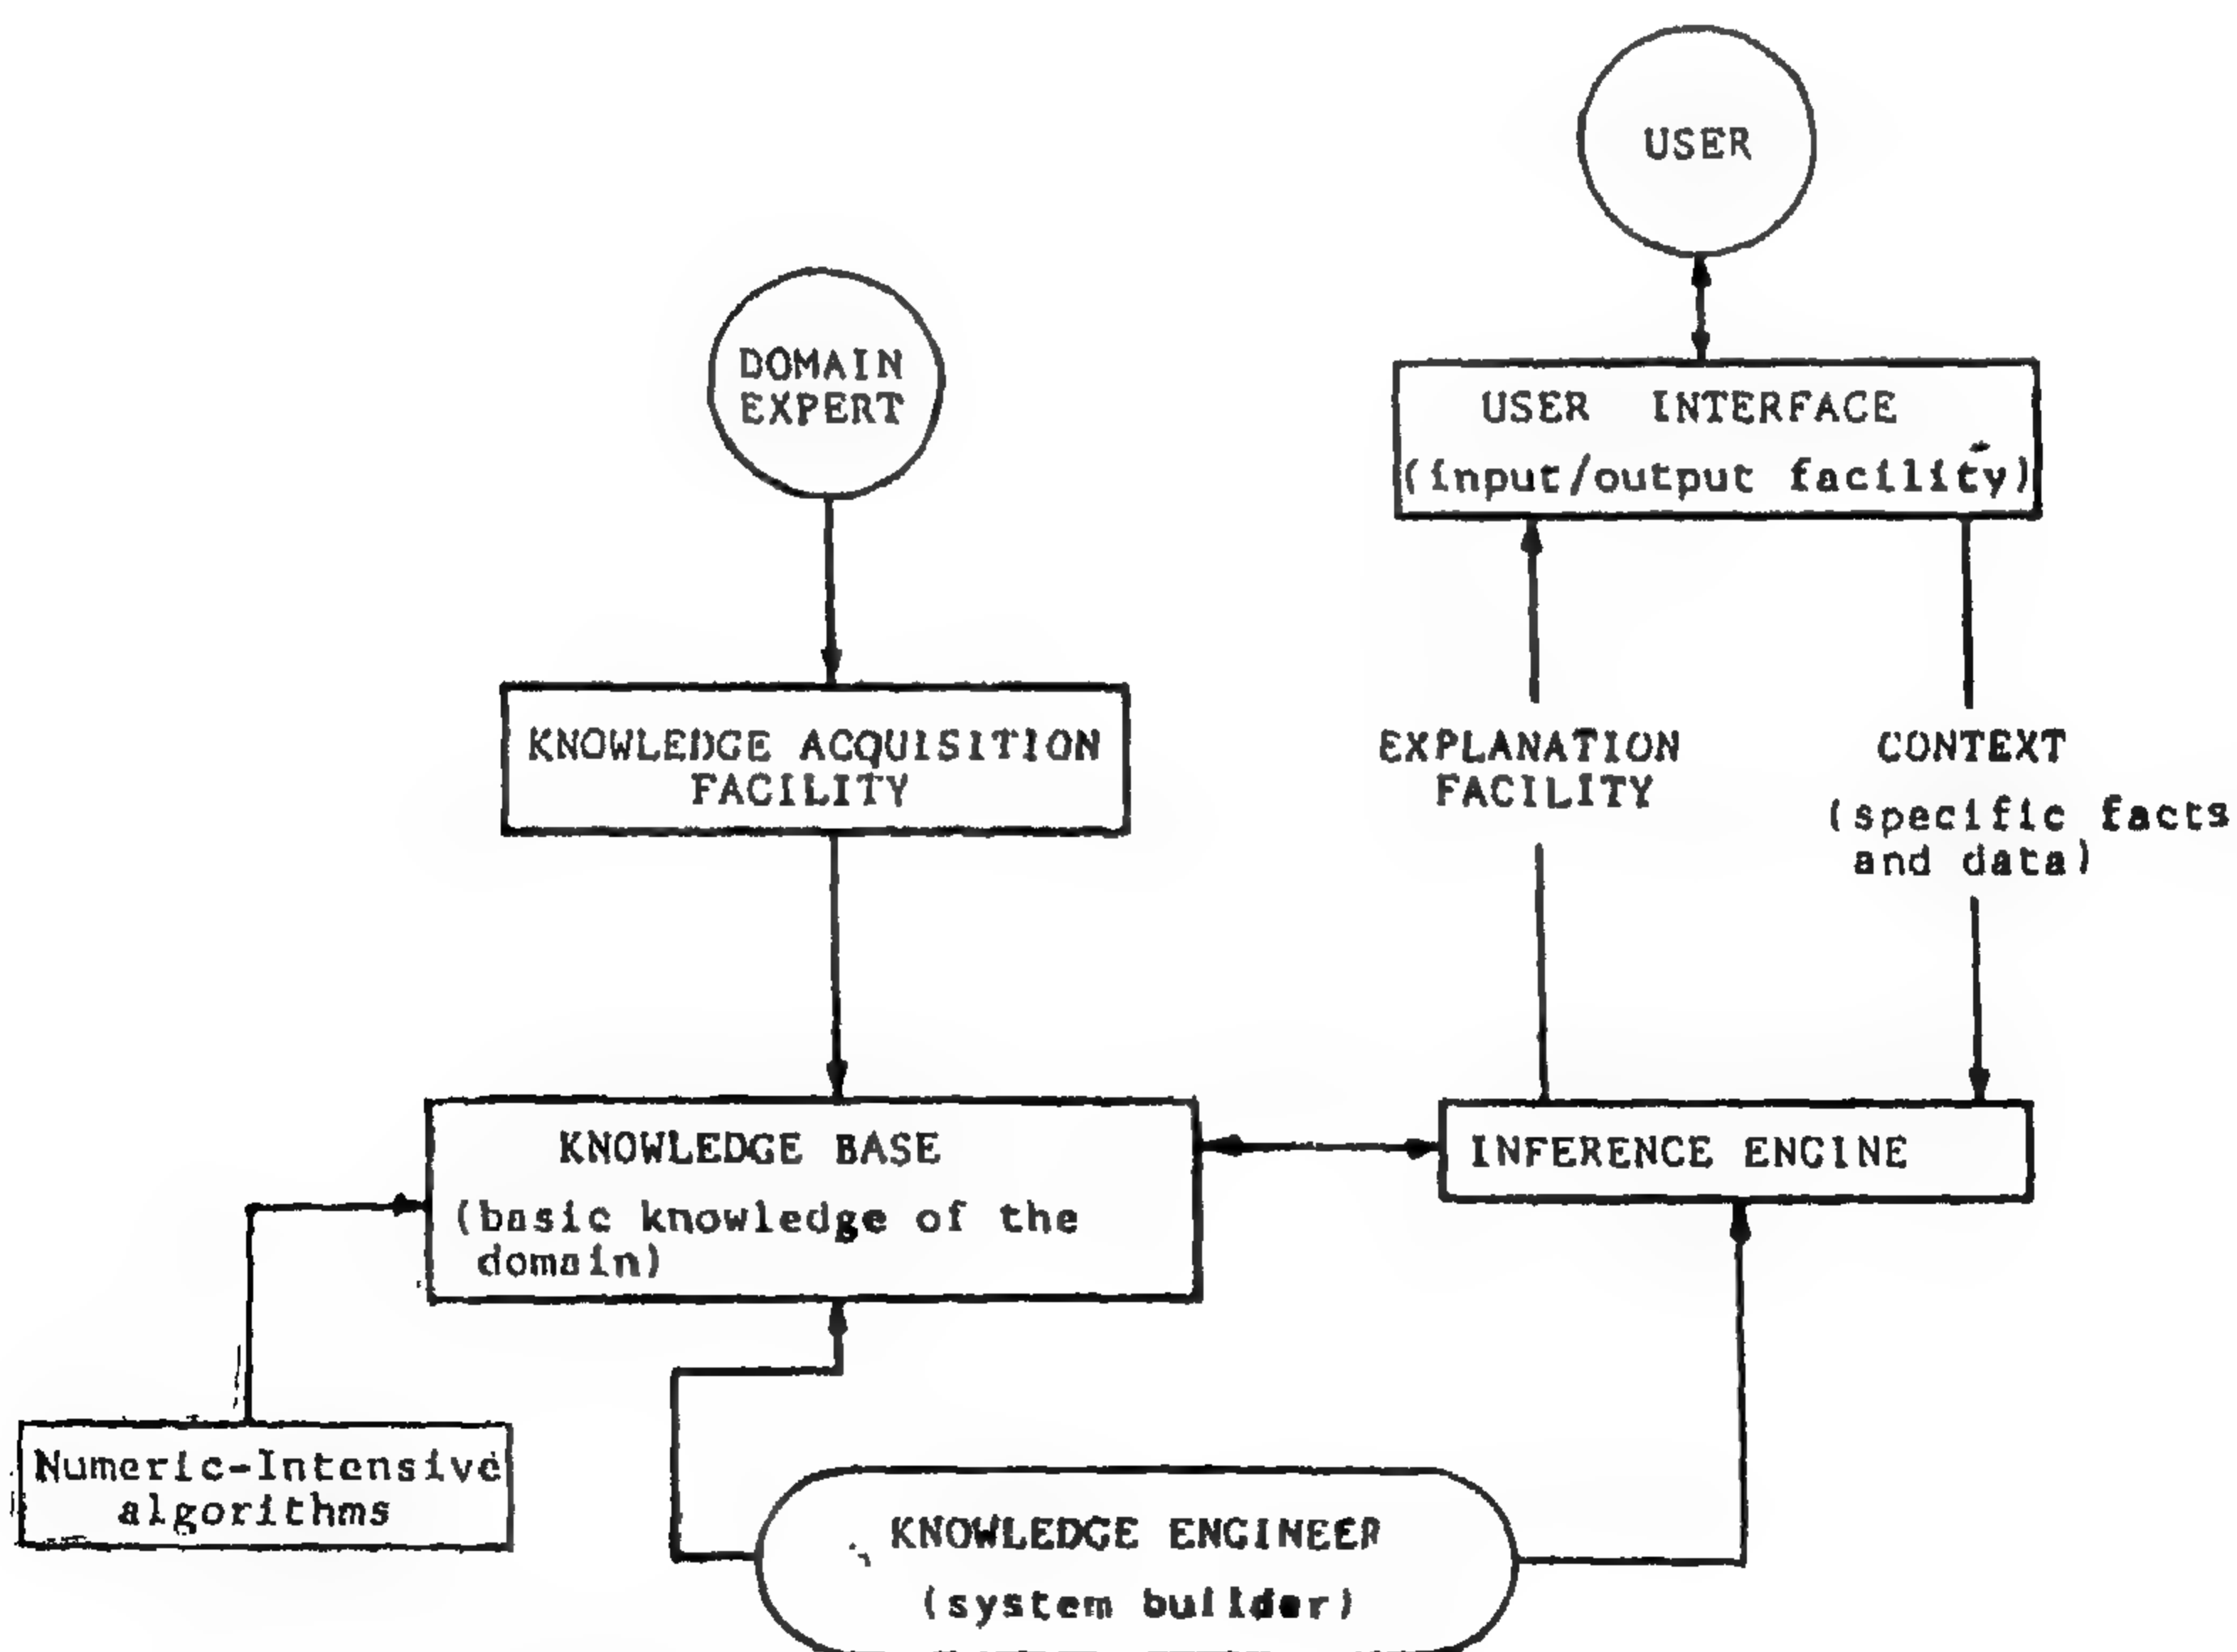 USER
DOMAIN
EXPERT
USER INTERFACE
(input/output facility)
KNOWLEDGE ACQUISITION
FACILITY
EXPLANATION
FACILITY
CONTEXT
(specific facts
and data)
KNOWLEDGE BASE
(basic knowledge of the
domain)
INFERENCE ENGINE
Numeric-Intensive
algorithms
KNOWLEDGE ENGINEER
(system builder)